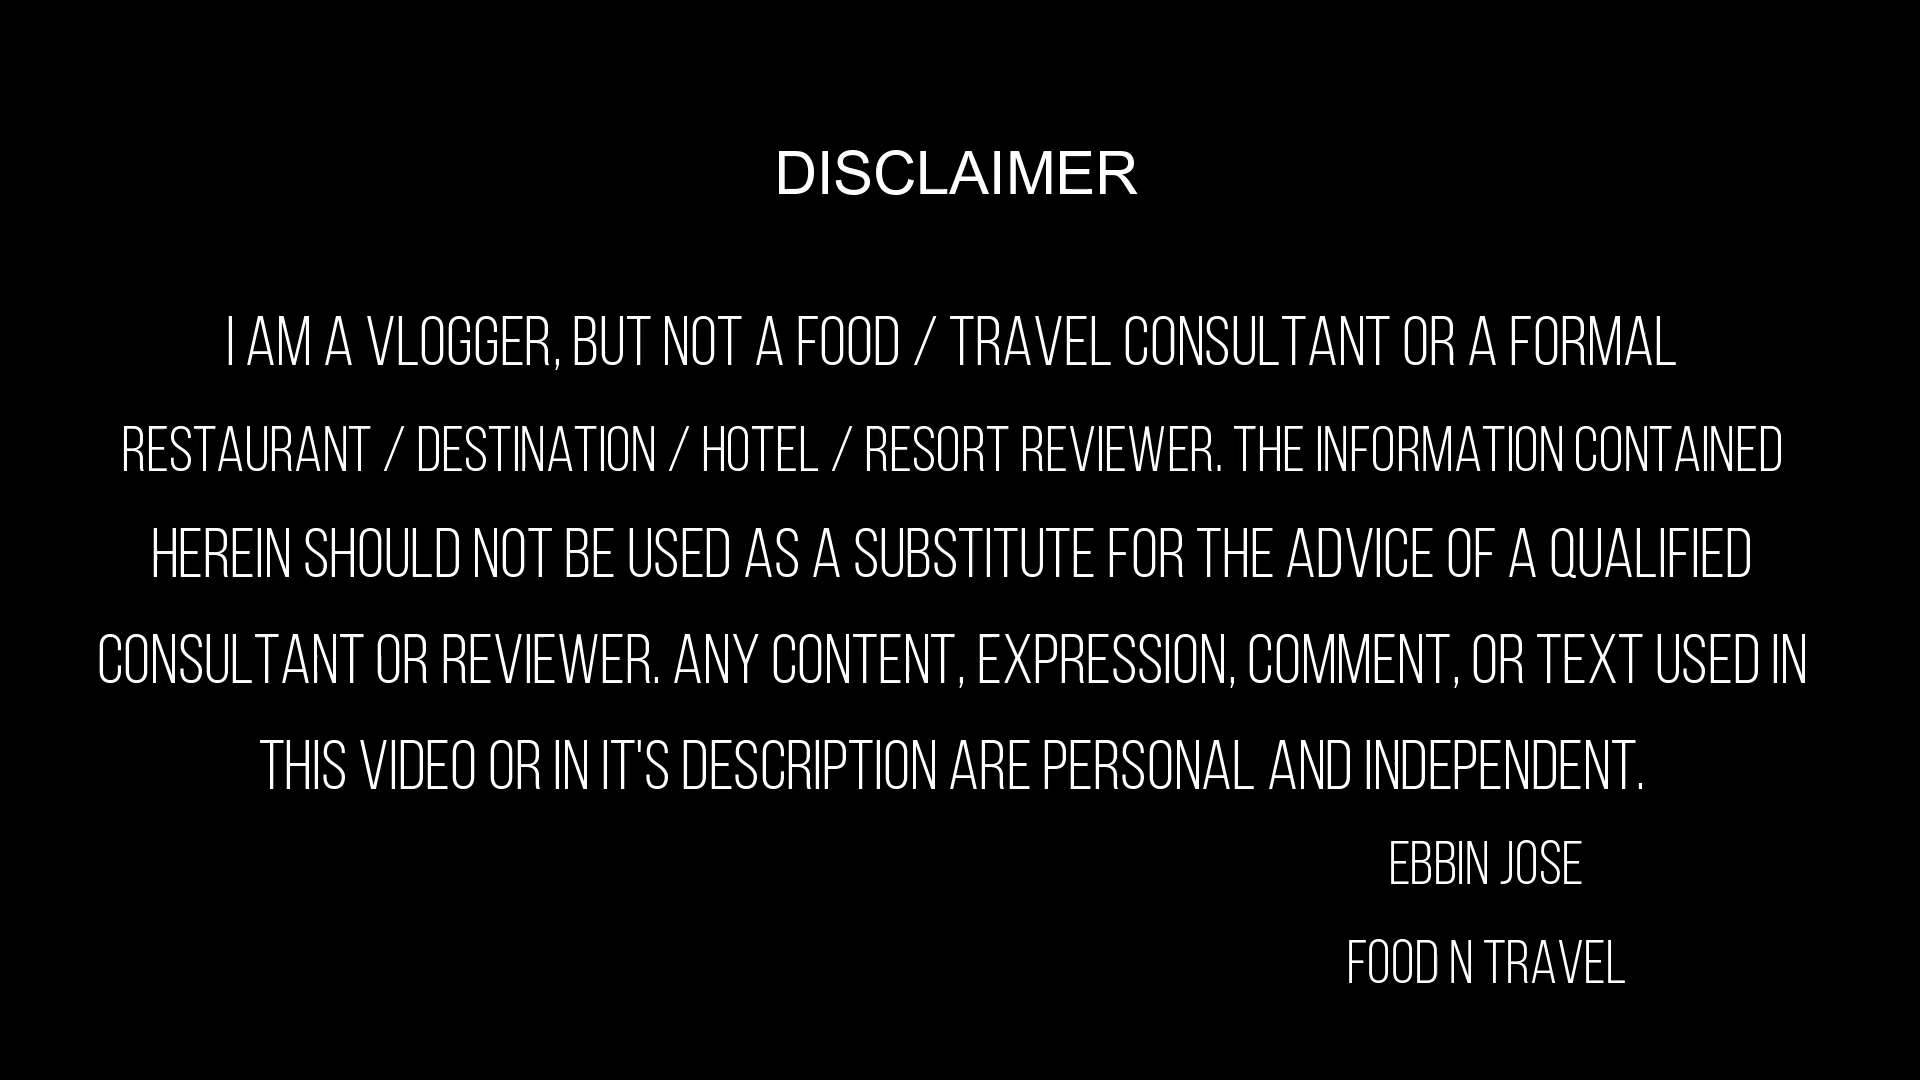 DISCLAIMER
I AM A VLOGGER, BUT NOT A FOOD / TRAVEL CONSULTANT OR A FORMAL
RESTAURANT / DESTINATION / HOTEL / RESORT REVIEWER. THE INFORMATION CONTAINED
HEREIN SHOULD NOT BE USED AS A SUBSTITUTE FOR THE ADVICE OF A QUALIFIED
CONSULTANT OR REVIEWER. ANY CONTENT, EXPRESSION, COMMENT, OR TEXT USED IN
THIS VIDEO OR IN IT'S DESCRIPTION ARE PERSONAL AND INDEPENDENT.
EBBIN JOSE
FOOD N TRAVEL